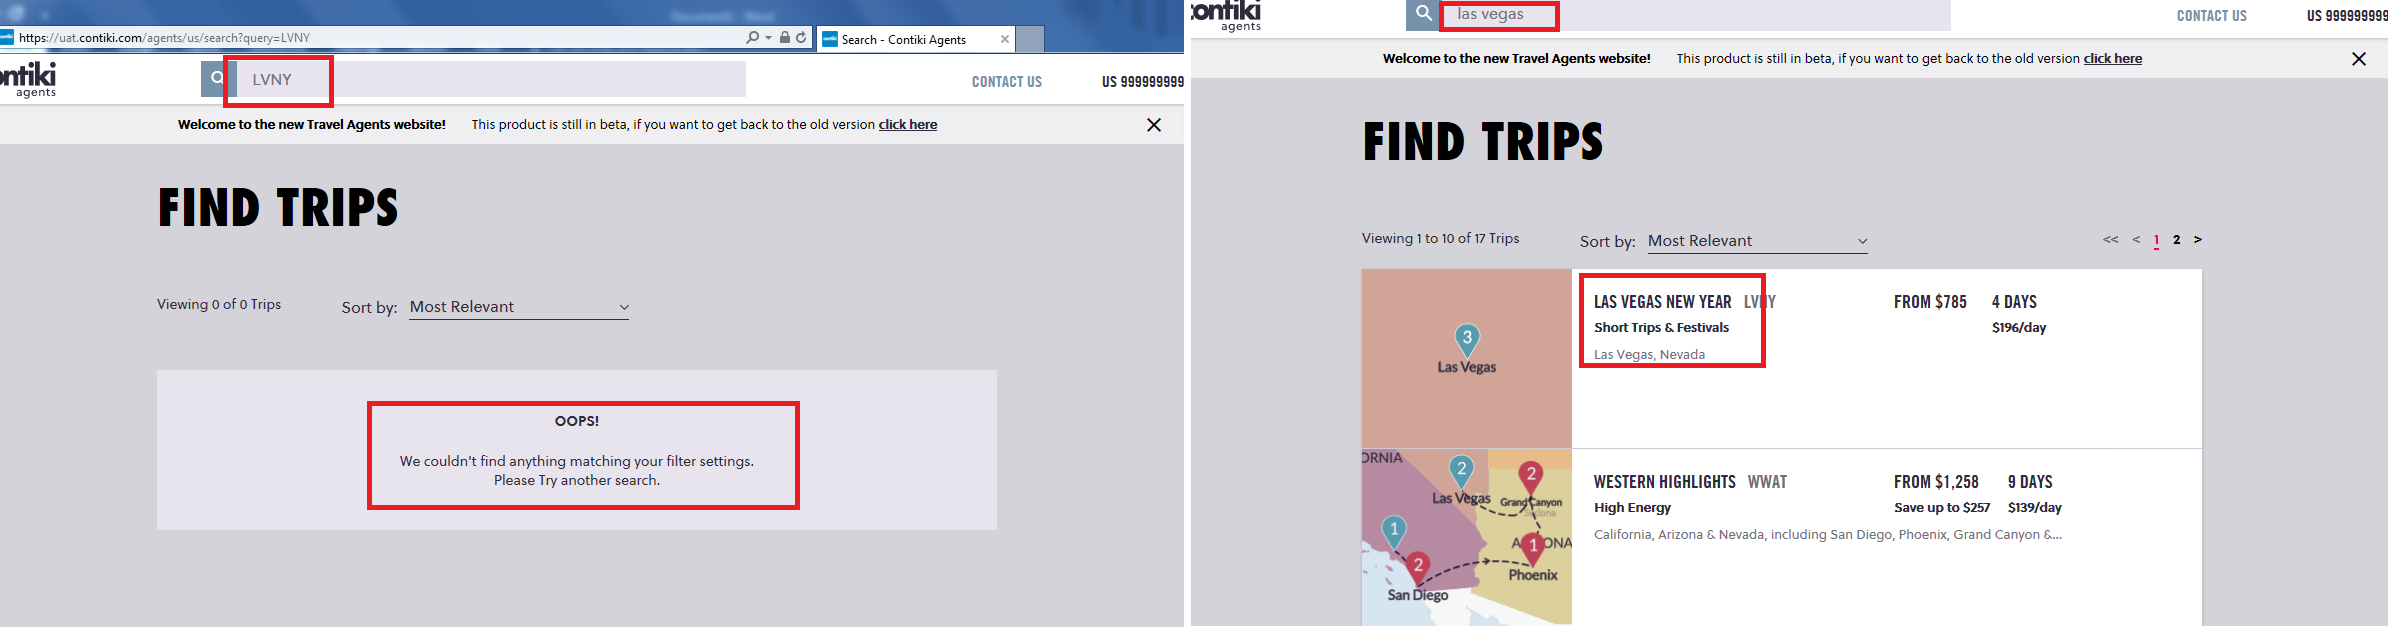 https://uat.contiki.com/agents/us/search?query=LVNY
Search - Contiki Agents
ntiki
agents
LVNY
CONTACT US
US 999999999
Welcome to the new Travel Agents website!
This product is still in beta, if you want to get back to the old version click here
FIND TRIPS
Viewing 0 of 0 Trips
Sort by: Most Relevant
OOPS!
We couldn't find anything matching your filter settings.
Please Try another search.
ontiki
agents
las vegas
CONTACT US
US 999999999
Welcome to the new Travel Agents website!
This product is still in beta, if you want to get back to the old version click here
FIND TRIPS
Viewing 1 to 10 of 17 Trips
Sort by: Most Relevant
<< < 1 2 >
3
Las Vegas
LAS VEGAS NEW YEAR LVNY
FROM $785
4 DAYS
Short Trips & Festivals
$196/day
Las Vegas, Nevada
ORNIA
2
Las Vegas
2
Grand Canyon
Sedona
1
2
1
Phoenix
San Diego
WESTERN HIGHLIGHTS WWAT
FROM $1,258
9 DAYS
High Energy
Save up to $257
$139/day
California, Arizona & Nevada, including San Diego, Phoenix, Grand Canyon &...